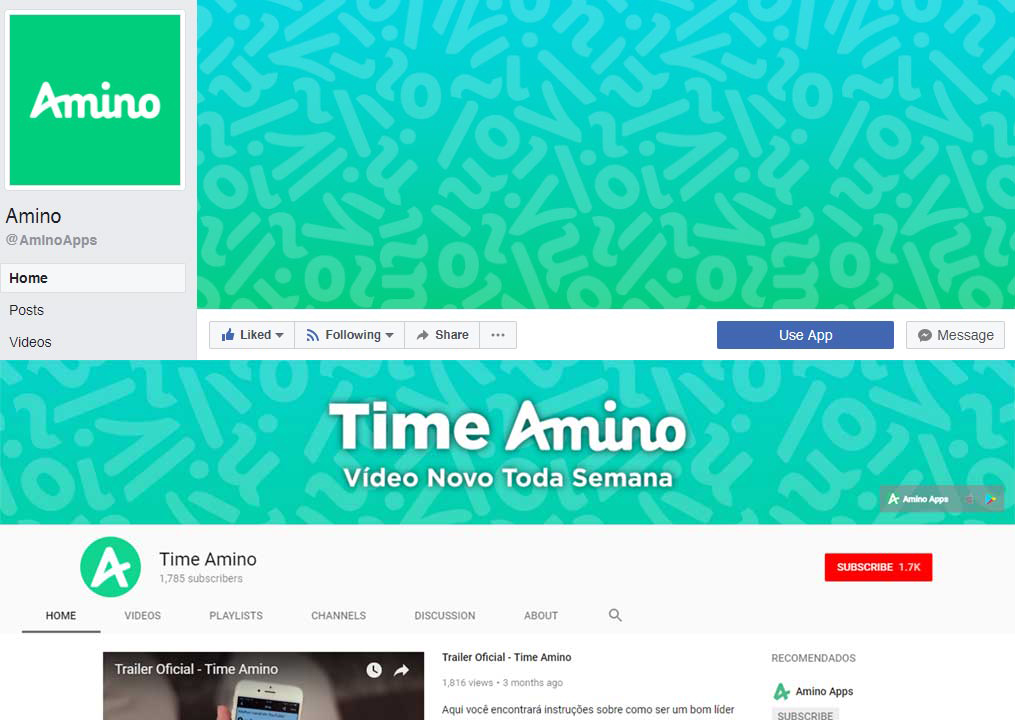 Amino
Amino
@AminoApps
Home
Posts
Videos
Liked
Following
Share
Use App
Message
Time Amino
Vídeo Novo Toda Semana
Amino Apps
Time Amino
1,785 subscribers
SUBSCRIBE 1.7K
HOME VIDEOS PLAYLISTS CHANNELS DISCUSSION ABOUT
Trailer Oficial - Time Amino
Trailer Oficial - Time Amino
1,816 views • 3 months ago
Aqui você encontrará instruções sobre como ser um bom líder
RECOMENDADOS
Amino Apps
SUBSCRIBE